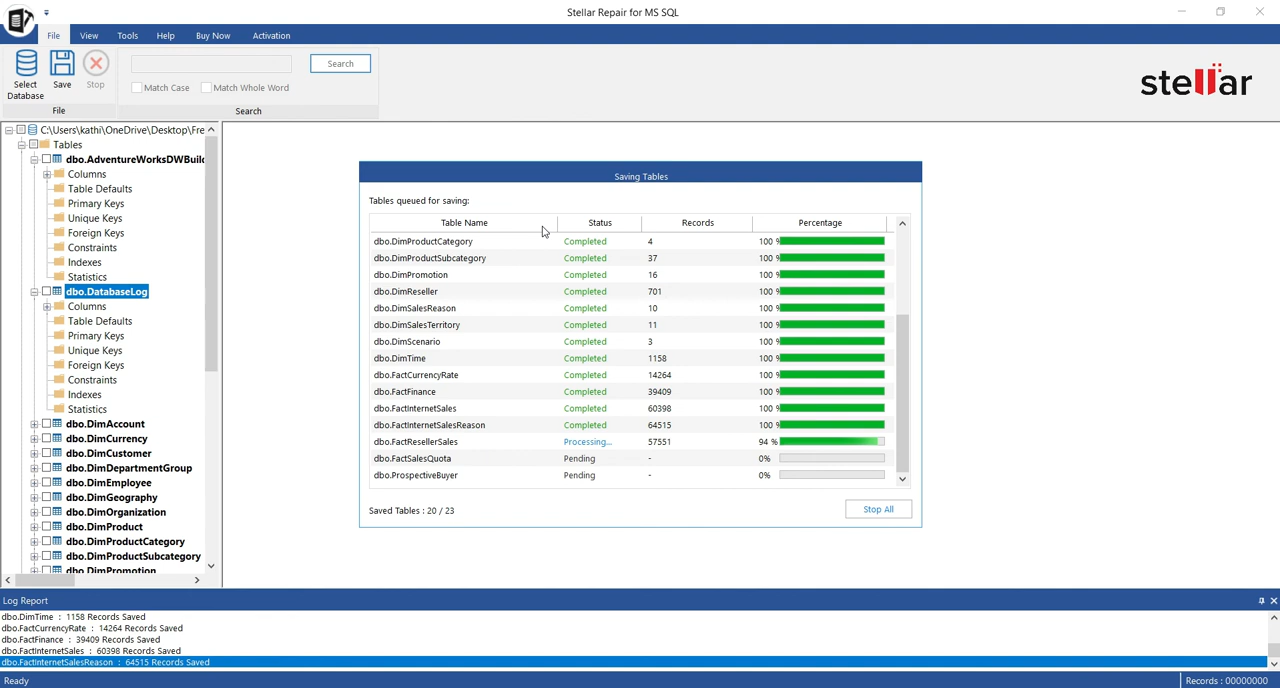 Stellar Repair for MS SQL
File View Tools Help Buy Now Activation
Select Database
Save
Stop
Search
Match Case
Match Whole Word
File
Search
stellar
C:\Users\kathi\OneDrive\Desktop\Fre
Tables
dbo.AdventureWorksDWBuil
Columns
Table Defaults
Primary Keys
Unique Keys
Foreign Keys
Constraints
Indexes
Statistics
dbo.DatabaseLog
Columns
Table Defaults
Primary Keys
Unique Keys
Foreign Keys
Constraints
Indexes
Statistics
dbo.DimAccount
dbo.DimCurrency
dbo.DimCustomer
dbo.DimDepartmentGroup
dbo.DimEmployee
dbo.DimGeography
dbo.DimOrganization
dbo.DimProduct
dbo.DimProductCategory
dbo.DimProductSubcategory
dbo.DimPromotion
Saving Tables
Tables queued for saving:
Table Name Status Records Percentage
dbo.DimProductCategory Completed 4 100 %
dbo.DimProductSubcategory Completed 37 100 %
dbo.DimPromotion Completed 16 100 %
dbo.DimReseller Completed 701 100 %
dbo.DimSalesReason Completed 10 100 %
dbo.DimSalesTerritory Completed 11 100 %
dbo.DimScenario Completed 3 100 %
dbo.DimTime Completed 1158 100 %
dbo.FactCurrencyRate Completed 14264 100 %
dbo.FactFinance Completed 39409 100 %
dbo.FactInternetSales Completed 60398 100 %
dbo.FactInternetSalesReason Completed 64515 100 %
dbo.FactResellerSales Processing... 57551 94 %
dbo.FactSalesQuota Pending - 0%
dbo.ProspectiveBuyer Pending - 0%
Saved Tables : 20 / 23
Stop All
Log Report
dbo.DimTime : 1158 Records Saved
dbo.FactCurrencyRate : 14264 Records Saved
dbo.FactFinance : 39409 Records Saved
dbo.FactInternetSales : 60398 Records Saved
dbo.FactInternetSalesReason : 64515 Records Saved
Ready
Records : 00000000